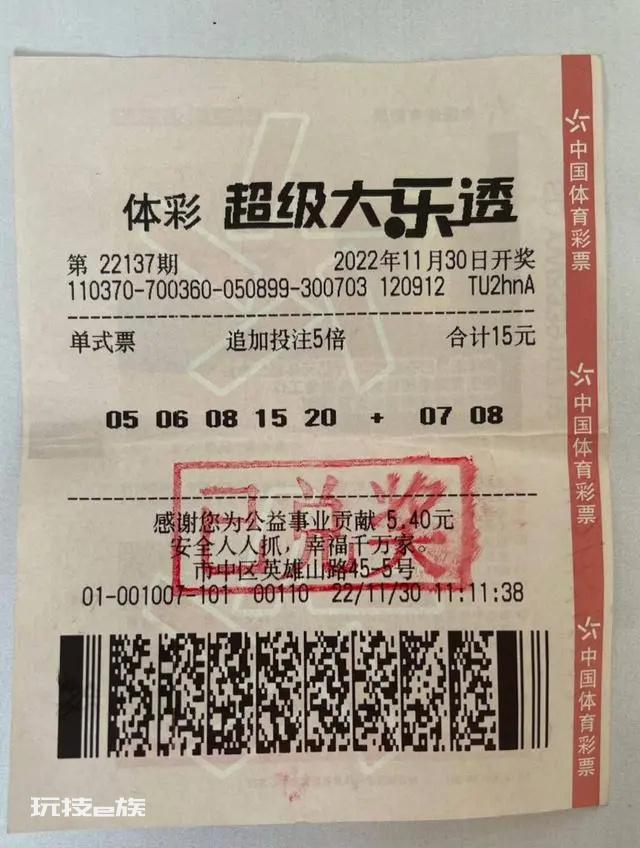 体彩 超级大乐透
第 22137期 2022年11月30日开奖
110370-700360-050899-300703 120912 TU2hnA
单式票 追加投注5倍 合计15元
05 06 08 15 20 + 07 08
已兑奖
感谢您为公益事业贡献 5.40元
安全人人抓，幸福千万家。
市中区英雄山路45-5号
01-001007-101 00110 22/11/30 11:11:38
中国体育彩票
中国体育彩票
中国体育彩票
玩技e族